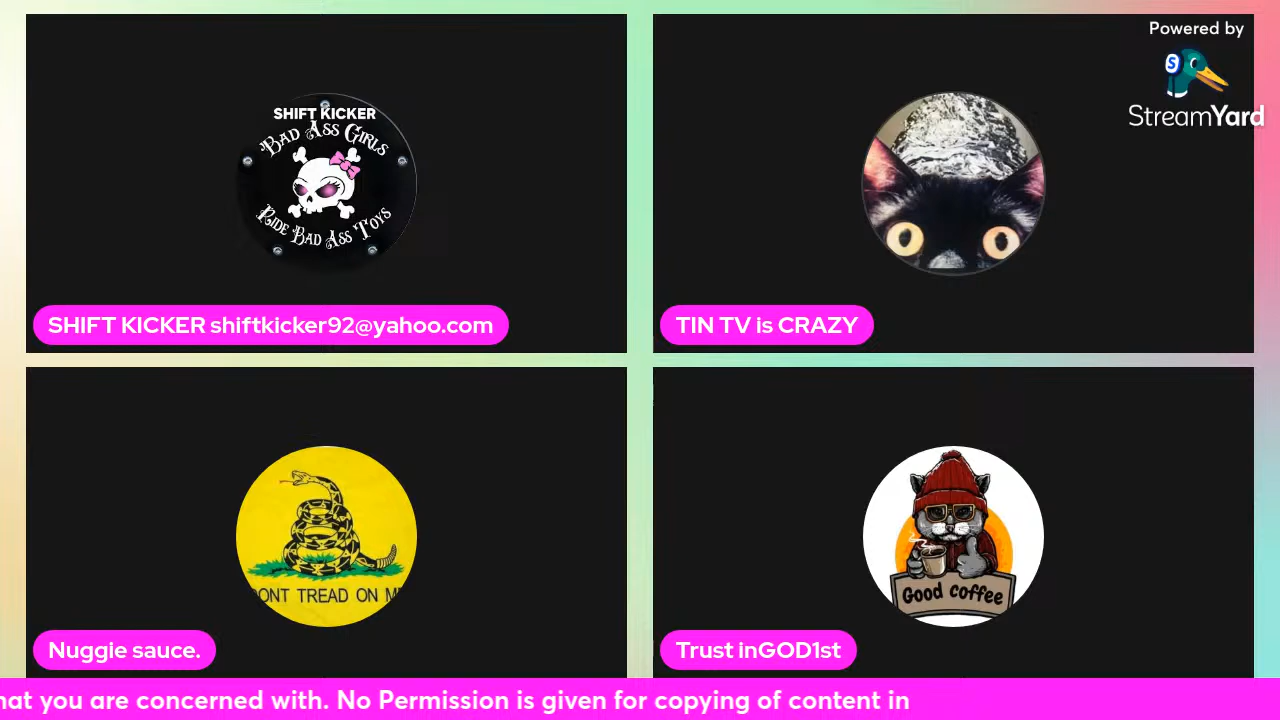 Powered by
StreamYard
SHIFT KICKER
BAD ASS GIRLS
RIDE BAD ASS TOYS
SHIFT KICKER shiftkicker92@yahoo.com
TIN TV is CRAZY
DONT TREAD ON M
Nuggie sauce.
Good coffee
Trust inGOD1st
hat you are concerned with. No Permission is given for copying of content in